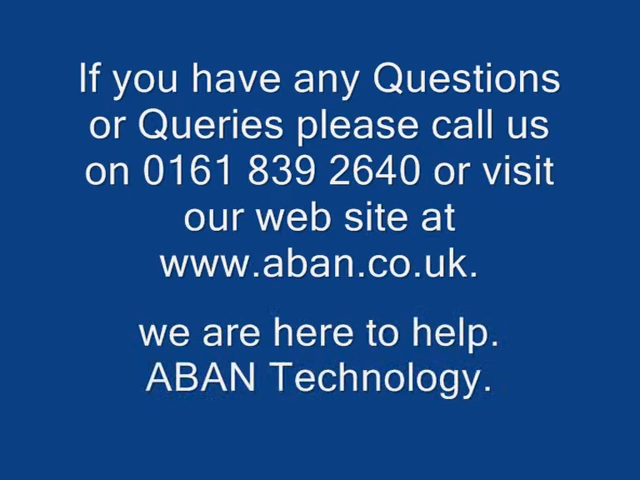 If you have any Questions
or Queries please call us
on 0161 839 2640 or visit
our web site at
www.aban.co.uk.
we are here to help.
ABAN Technology.